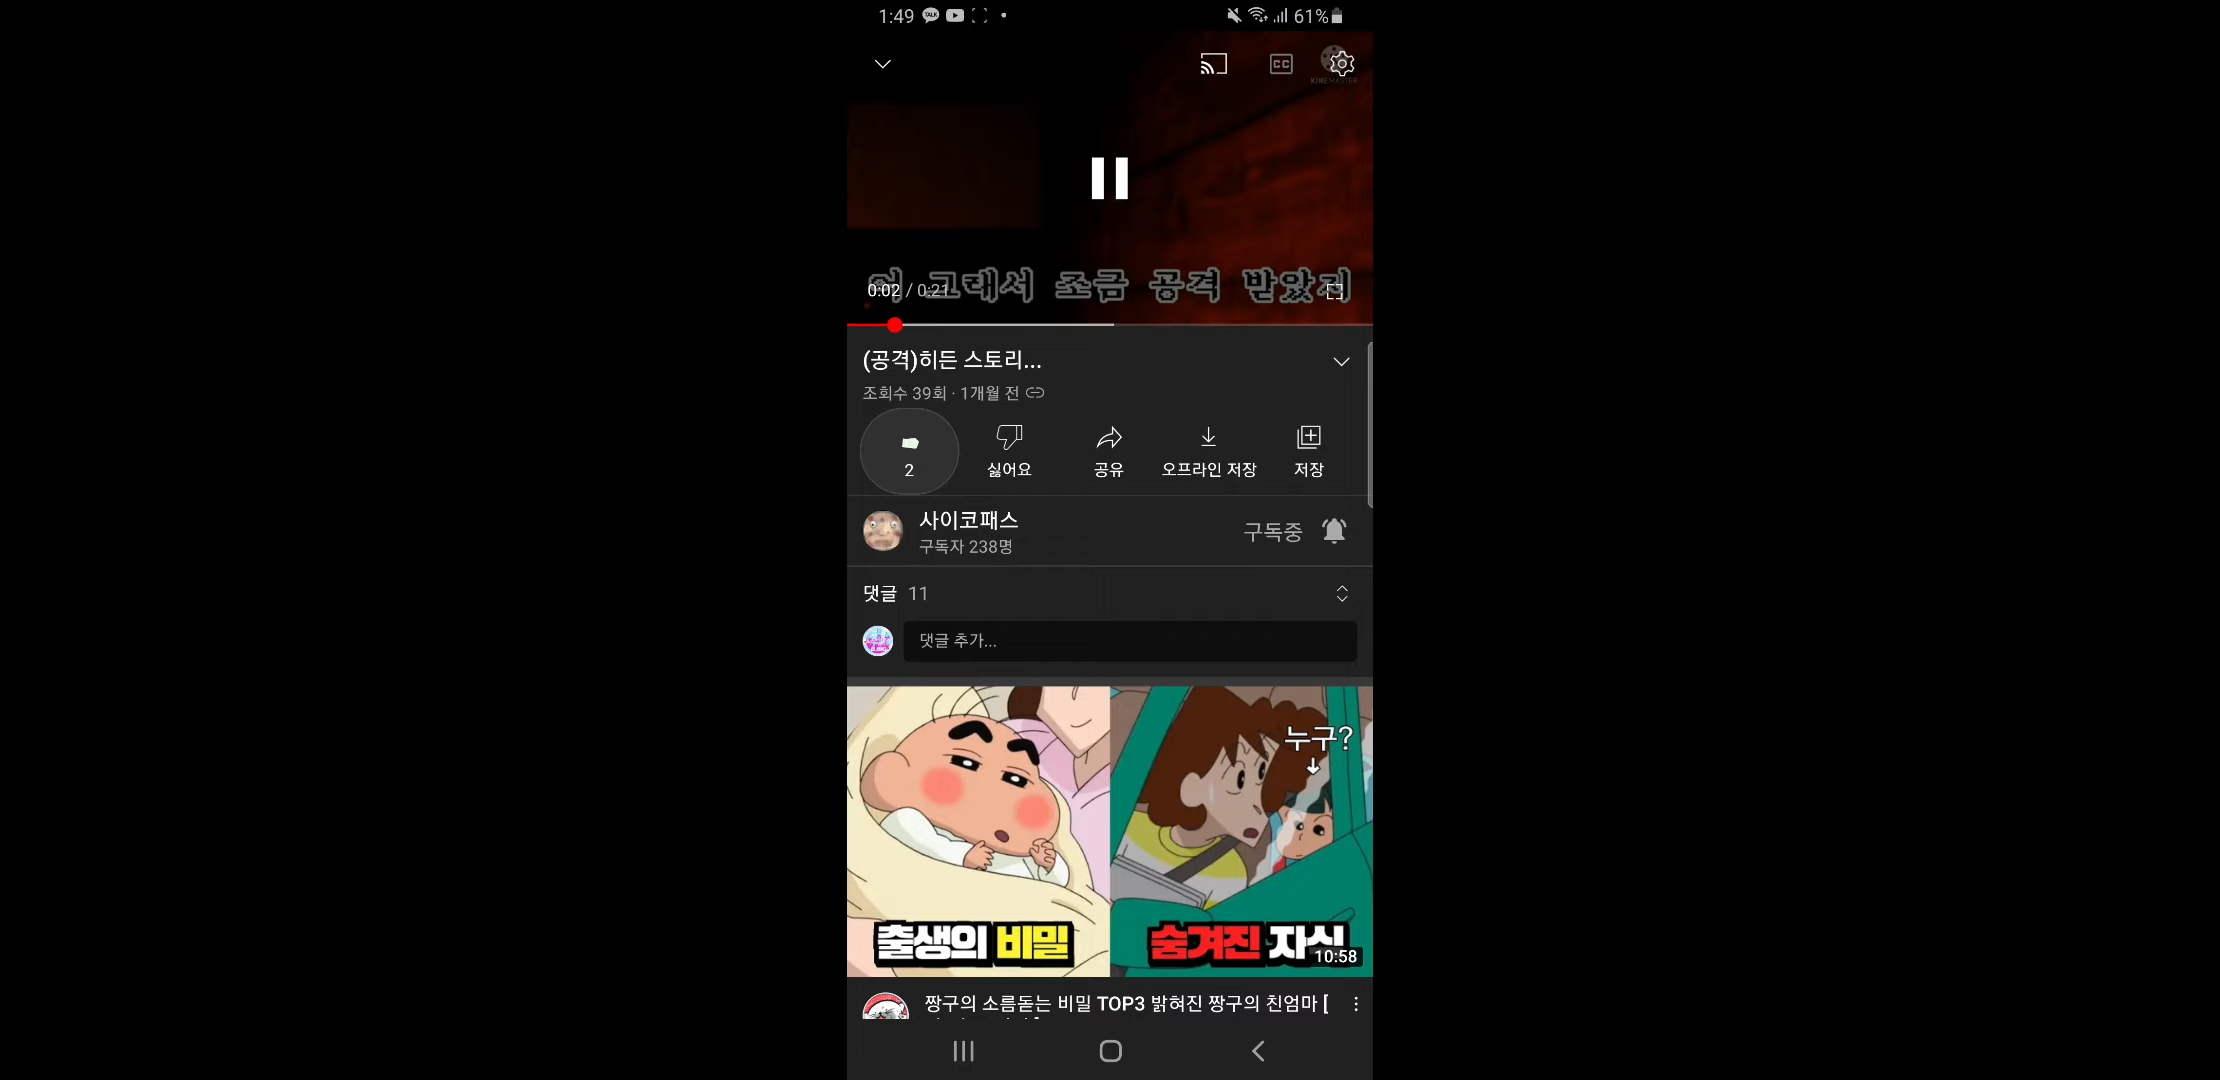 1:49
61%
CC
KINEMASTER
어 그래서 조금 공격 받았지
0:02 / 0:21
(공격)히든 스토리...
조회수 39회 · 1개월 전
2
싫어요
공유
오프라인 저장
저장
사이코패스
구독자 238명
구독중
댓글 11
댓글 추가...
누구?
출생의 비밀
숨겨진 자식
10:58
짱구의 소름돋는 비밀 TOP3 밝혀진 짱구의 친엄마 [